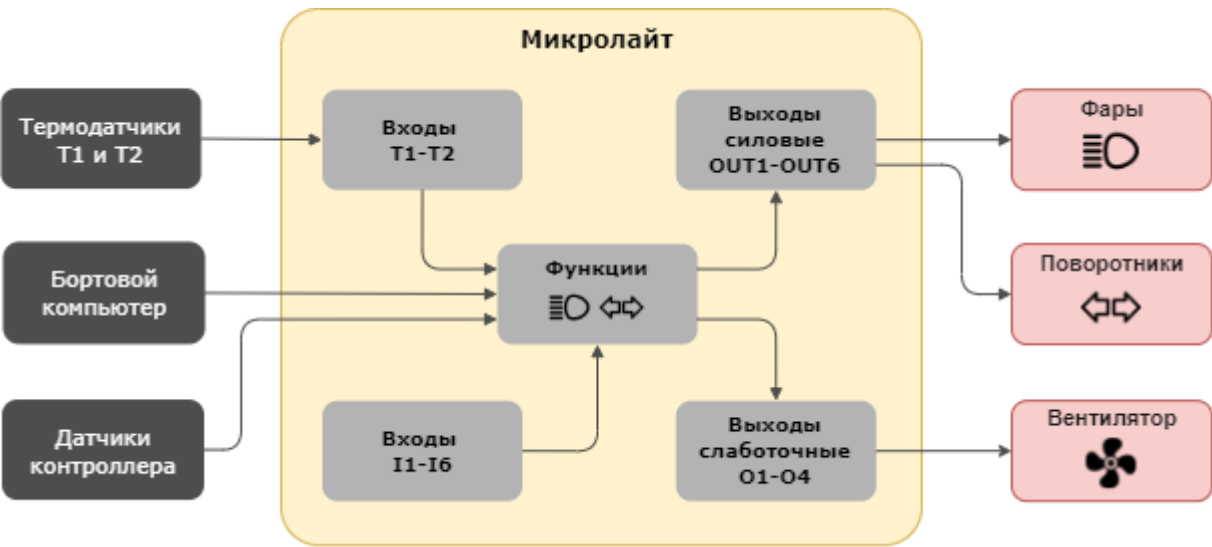 Микролайт
Термодатчики
T1 и T2
Входы
T1-T2
Выходы
силовые
OUT1-OUT6
Фары
Бортовой
компьютер
Функции
Поворотники
Датчики
контроллера
Входы
I1-I6
Выходы
слаботочные
O1-O4
Вентилятор